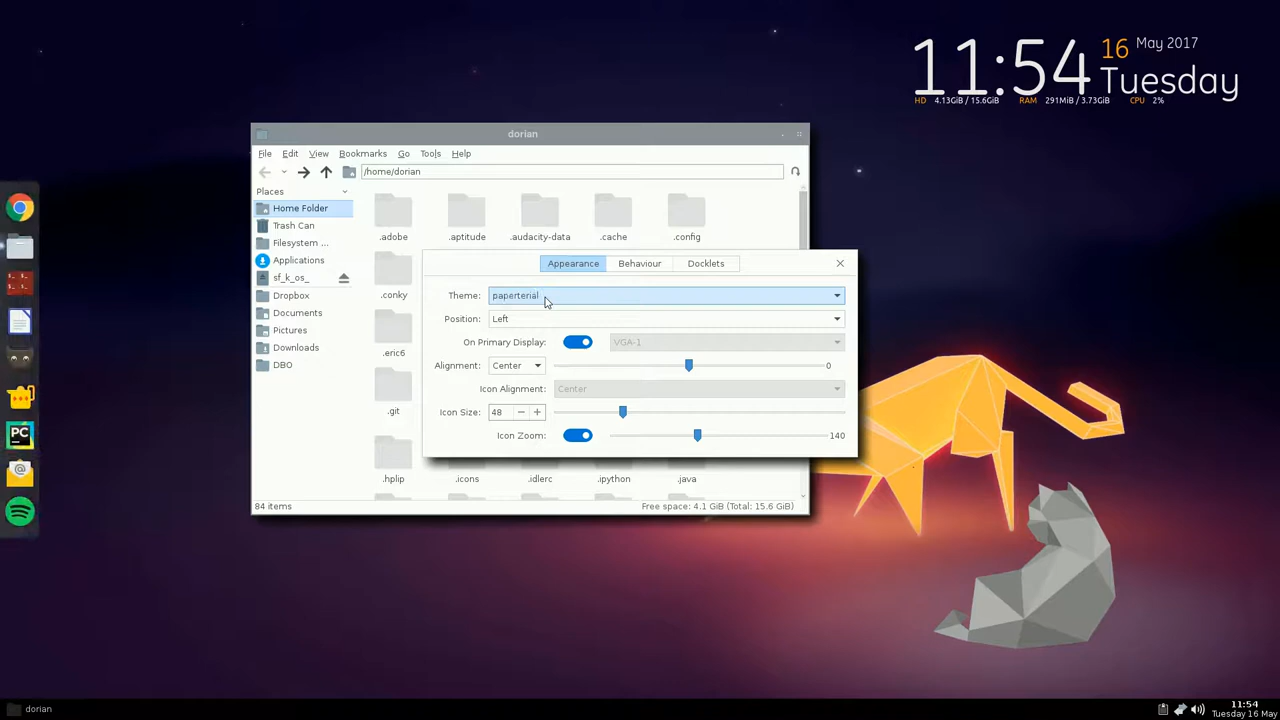 11:54
16 May 2017
Tuesday
HD 4.13GiB / 15.6GiB RAM 291MiB / 3.73GiB CPU 2%
dorian
File Edit View Bookmarks Go Tools Help
/home/dorian
Places
Home Folder
Trash Can
Filesystem ...
Applications
sf_k_os_
Dropbox
Documents
Pictures
Downloads
DBO
.adobe .aptitude .audacity-data .cache .config
.conky
.eric6
.git
.hplip .icons .idlerc .ipython .java
84 items Free space: 4.1 GiB (Total: 15.6 GiB)
Appearance Behaviour Docklets
Theme: paperterial
Position: Left
On Primary Display: VGA-1
Alignment: Center 0
Icon Alignment: Center
Icon Size: 48
Icon Zoom: 140
PC
dorian
11:54
Tuesday 16 May